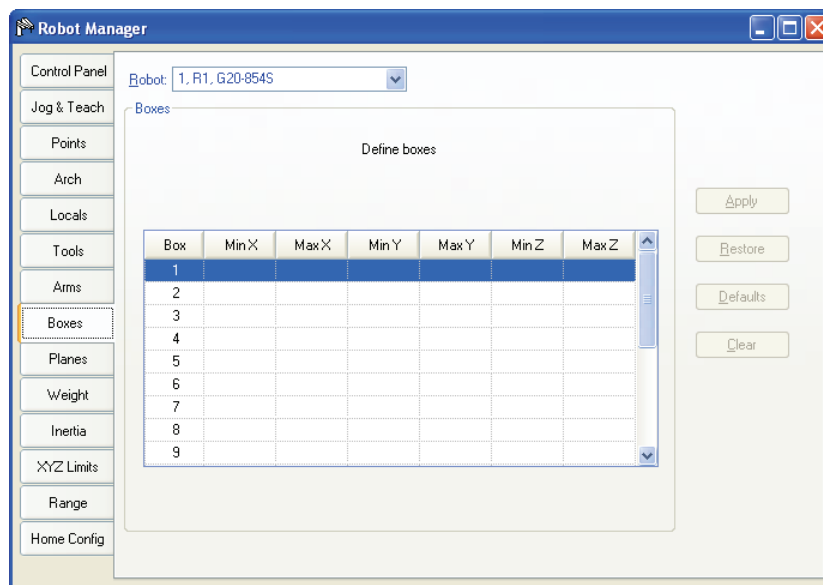 Robot Manager
Control Panel
Jog & Teach
Points
Arch
Locals
Tools
Arms
Boxes
Planes
Weight
Inertia
XYZ Limits
Range
Home Config
Robot: 1, R1, G20-854S
Boxes
Define boxes
Box Min X Max X Min Y Max Y Min Z Max Z
1
2
3
4
5
6
7
8
9
Apply
Restore
Defaults
Clear